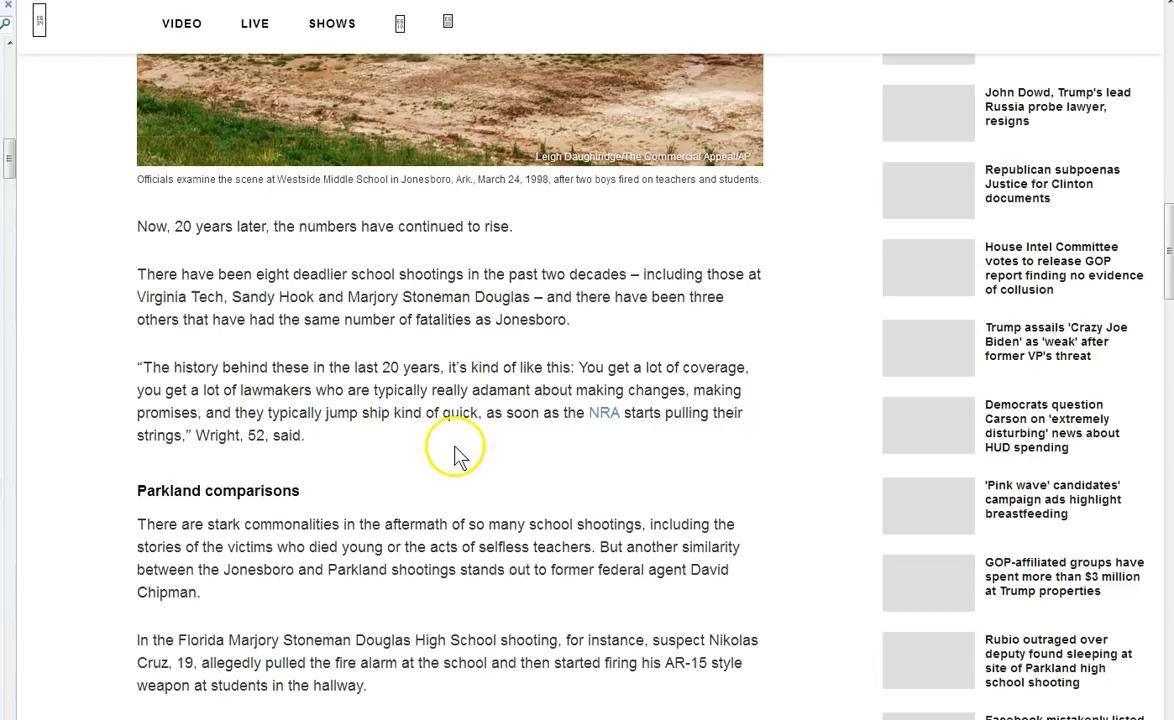 VIDEO LIVE SHOWS
Leigh Daughtridge/The Commercial Appeal/AP
Officials examine the scene at Westside Middle School in Jonesboro, Ark., March 24, 1998, after two boys fired on teachers and students.
Now, 20 years later, the numbers have continued to rise.
There have been eight deadlier school shootings in the past two decades – including those at
Virginia Tech, Sandy Hook and Marjory Stoneman Douglas – and there have been three
others that have had the same number of fatalities as Jonesboro.
“The history behind these in the last 20 years, it’s kind of like this: You get a lot of coverage,
you get a lot of lawmakers who are typically really adamant about making changes, making
promises, and they typically jump ship kind of quick, as soon as the NRA starts pulling their
strings,” Wright, 52, said.
Parkland comparisons
There are stark commonalities in the aftermath of so many school shootings, including the
stories of the victims who died young or the acts of selfless teachers. But another similarity
between the Jonesboro and Parkland shootings stands out to former federal agent David
Chipman.
In the Florida Marjory Stoneman Douglas High School shooting, for instance, suspect Nikolas
Cruz, 19, allegedly pulled the fire alarm at the school and then started firing his AR-15 style
weapon at students in the hallway.
John Dowd, Trump's lead
Russia probe lawyer,
resigns
Republican subpoenas
Justice for Clinton
documents
House Intel Committee
votes to release GOP
report finding no evidence
of collusion
Trump assails 'Crazy Joe
Biden' as 'weak' after
former VP's threat
Democrats question
Carson on 'extremely
disturbing' news about
HUD spending
'Pink wave' candidates'
campaign ads highlight
breastfeeding
GOP-affiliated groups have
spent more than $3 million
at Trump properties
Rubio outraged over
deputy found sleeping at
site of Parkland high
school shooting
Facebook mistakenly listed